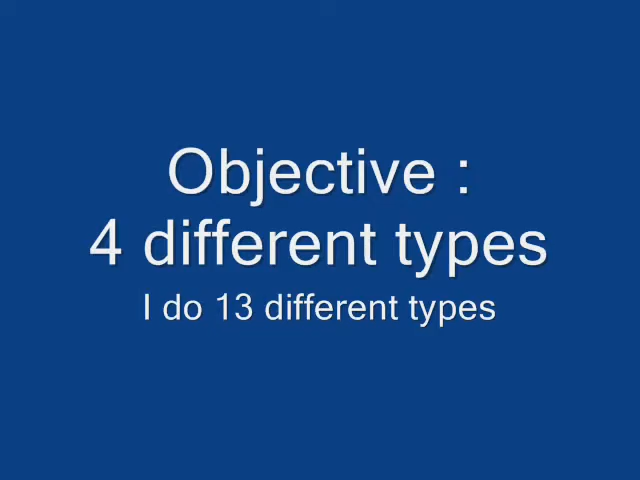 Objective :
4 different types
I do 13 different types